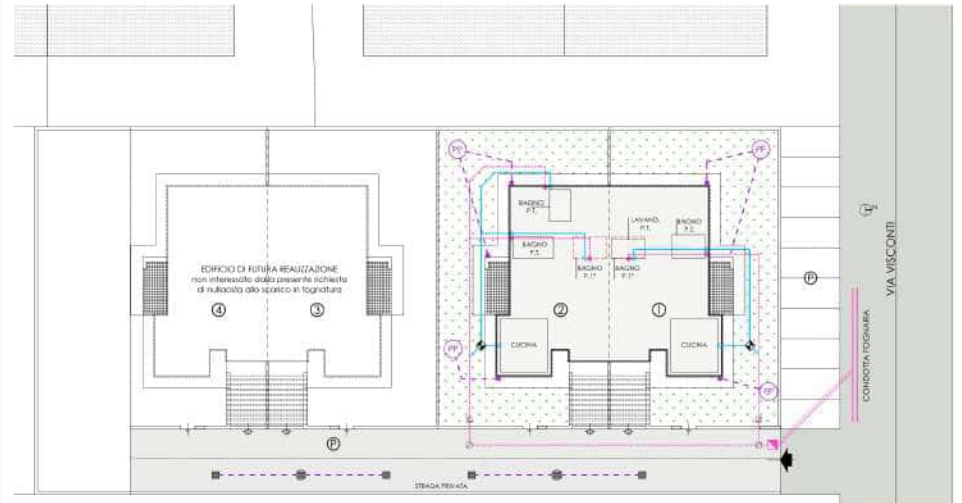 PP
PP
BAGNO
P.T.
LAVAND.
P.T.
BAGNO
BAGNO
P.T.
BAGNO
P.1°
BAGNO
P.1°
EDIFICIO DI FUTURA REALIZZAZIONE
non interessato dalla presente richiesta
di nullaosta allo scarico in fognatura
4
3
2
1
P
VIA VISCONTI
PP
CUCINA
CUCINA
PP
CONDOTTA FOGNARIA
P
STRADA PRIVATA